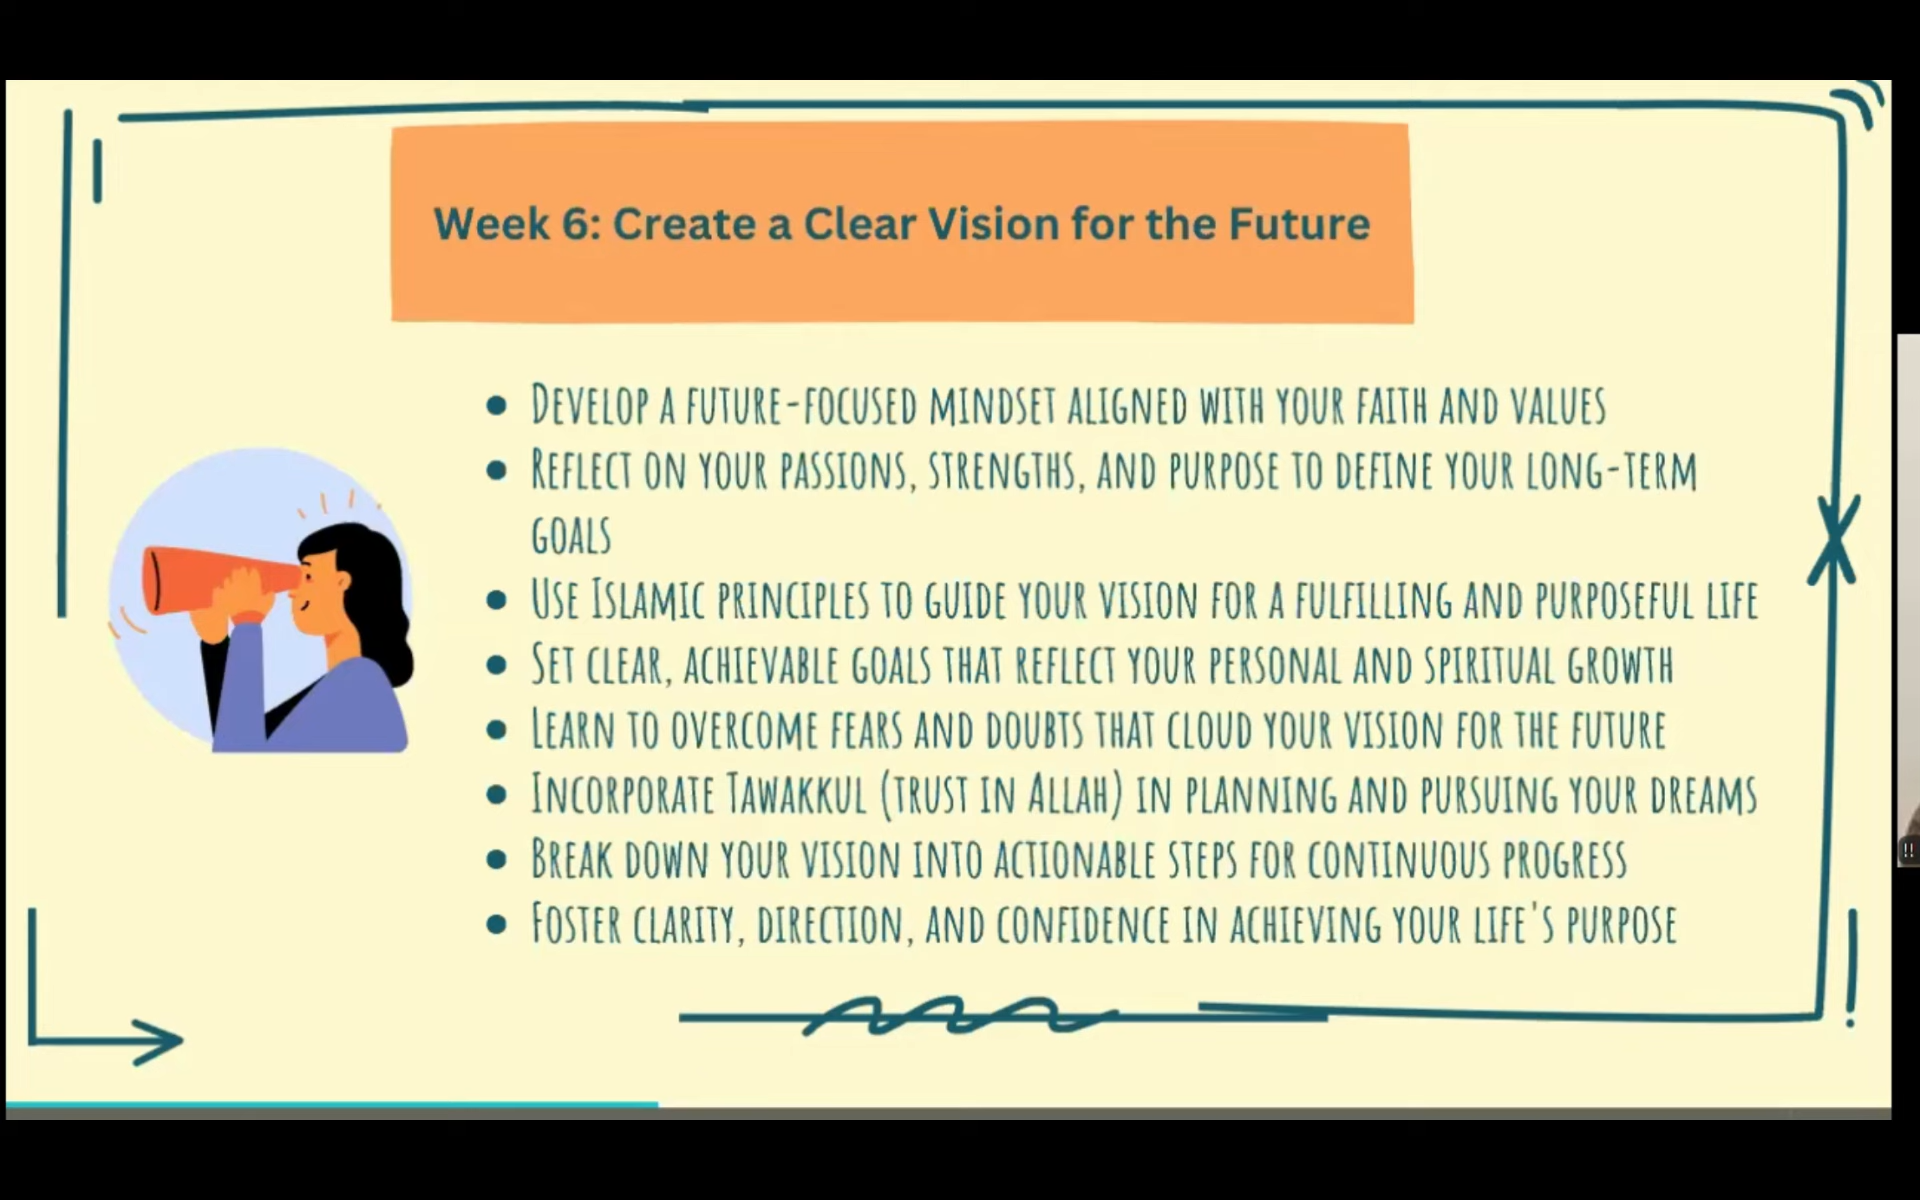 Week 6: Create a Clear Vision for the Future
Develop a future-focused mindset aligned with your faith and values
Reflect on your passions, strengths, and purpose to define your long-term
goals
Use Islamic principles to guide your vision for a fulfilling and purposeful life
Set clear, achievable goals that reflect your personal and spiritual growth
Learn to overcome fears and doubts that cloud your vision for the future
Incorporate Tawakkul (trust in Allah) in planning and pursuing your dreams
Break down your vision into actionable steps for continuous progress
Foster clarity, direction, and confidence in achieving your life's purpose